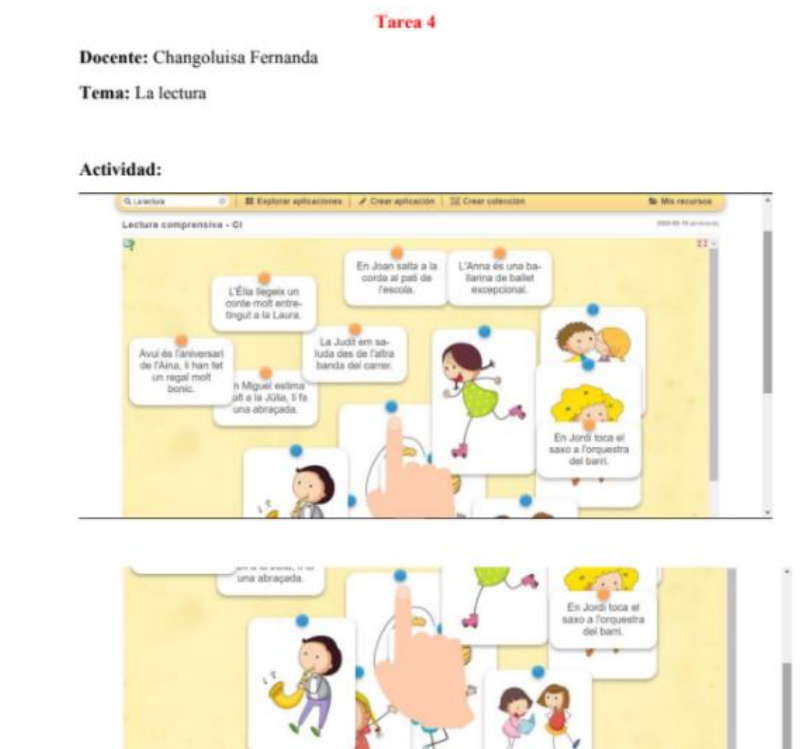 Tarea 4
Docente: Changoluisa Fernanda
Tema: La lectura
Actividad:
La lectura
Explorar aplicaciones
Crear aplicación
Crear colección
Mis recursos
Lectura comprensiva - CI
En Joan salta a la
corda al pati de
l'escola.
L'Anna és una ba-
llarina de ballet
excepcional.
L'Èlia llegeix un
conte molt entre-
tingut a la Laura.
La Judit em sa-
luda des de l'altra
banda del carrer.
Avui és l'aniversari
de l'Aina, li han fet
un regal molt
bonic.
n Miguel estima
olt a la Júlia, li fa
una abraçada.
En Jordi toca el
saxo a l'orquestra
del barri.
una abraçada.
En Jordi toca el
saxo a l'orquestra
del barri.